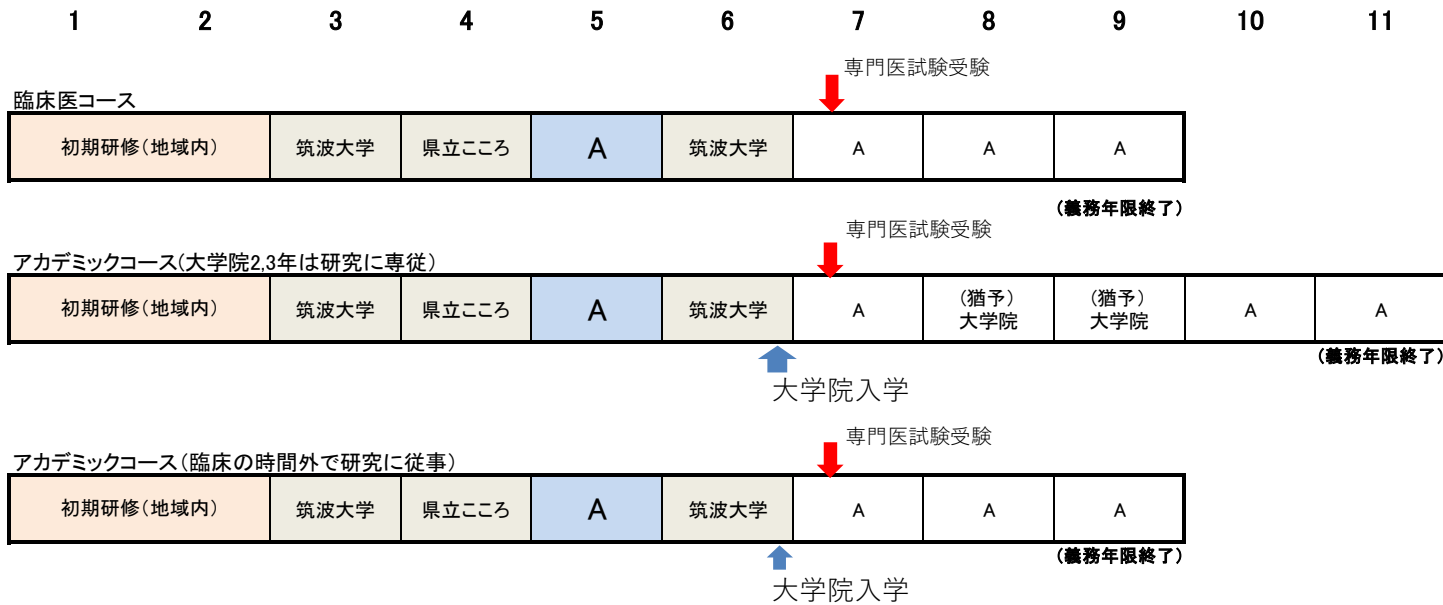 1 2 3 4 5 6 7 8 9 10 11
専門医試験受験
臨床医コース
初期研修(地域内) 筑波大学 県立こころ A 筑波大学 A A A
(義務年限終了)
専門医試験受験
アカデミックコース(大学院2,3年は研究に専従)
初期研修(地域内) 筑波大学 県立こころ A 筑波大学 A (猶予) (猶予) A A
大学院 大学院
(義務年限終了)
大学院入学
専門医試験受験
アカデミックコース(臨床の時間外で研究に従事)
初期研修(地域内) 筑波大学 県立こころ A 筑波大学 A A A
(義務年限終了)
大学院入学